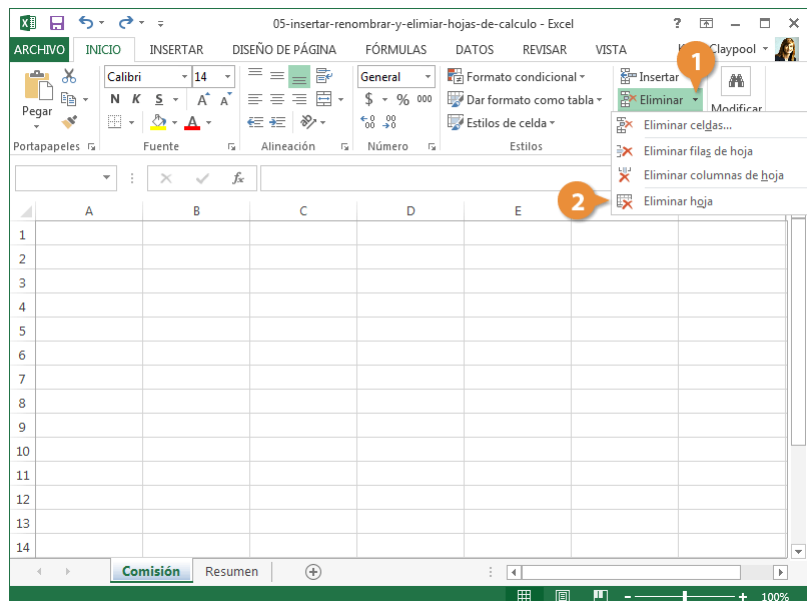 05-insertar-renombrar-y-elimiar-hojas-de-calculo - Excel
?
ARCHIVO INICIO INSERTAR DISEÑO DE PÁGINA FÓRMULAS DATOS REVISAR VISTA Claypool
1
Calibri 14 General Formato condicional Insertar
Pegar N K S A A $ % 000 Dar formato como tabla Eliminar
Estilos de celda Modificar
Portapapeles Fuente Alineación Número Estilos
Eliminar celdas...
Eliminar filas de hoja
Eliminar columnas de hoja
2 Eliminar hoja
fx
A B C D E
1
2
3
4
5
6
7
8
9
10
11
12
13
14
Comisión Resumen
100%